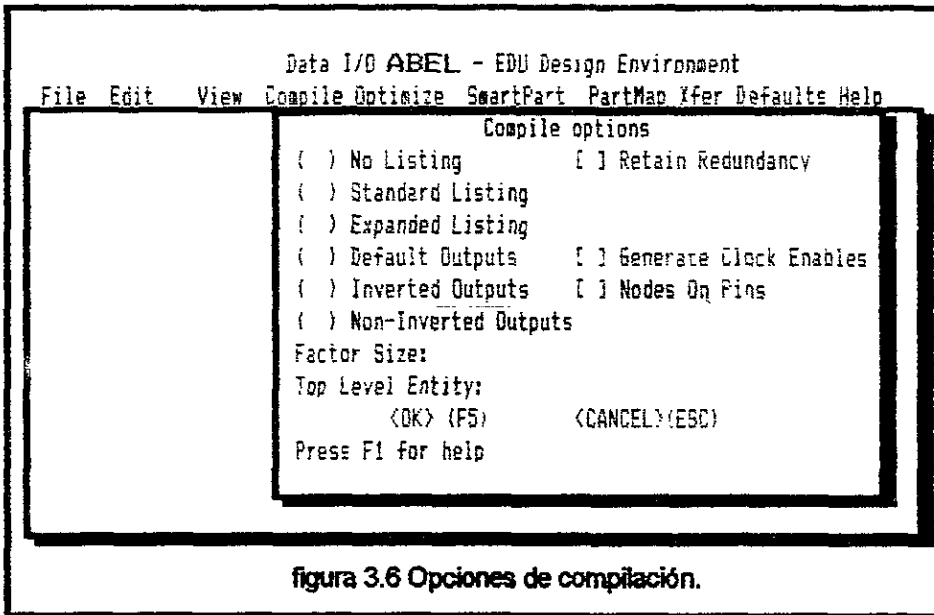 Data I/O ABEL - EDU Design Environment
File Edit View Compile Optimize SmartPart PartMap Xfer Defaults Help
Compile options
( ) No Listing [ ] Retain Redundancy
( ) Standard Listing
( ) Expanded Listing
( ) Default Outputs [ ] Generate Clock Enables
( ) Inverted Outputs [ ] Nodes On Pins
( ) Non-Inverted Outputs
Factor Size:
Top Level Entity:
<OK> (F5) <CANCEL>(ESC)
Press F1 for help
figura 3.6 Opciones de compilación.